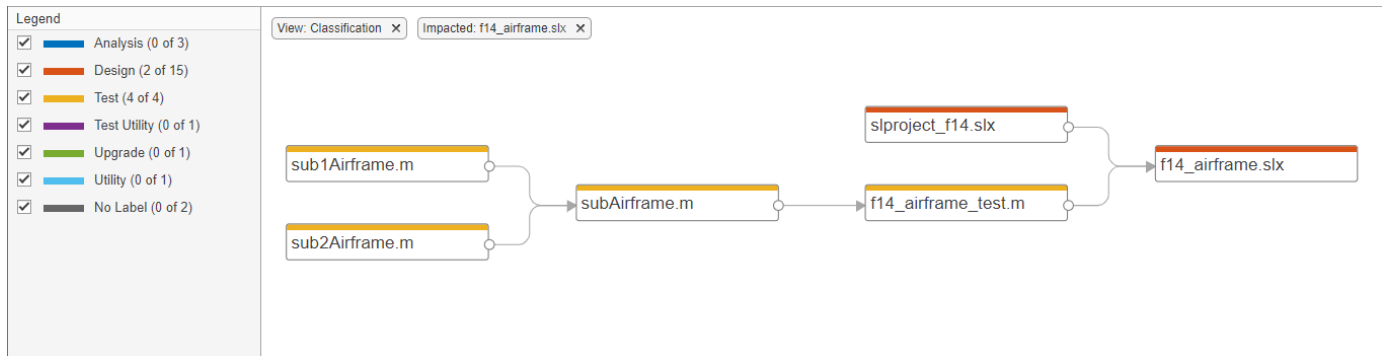 Legend
Analysis (0 of 3)
Design (2 of 15)
Test (4 of 4)
Test Utility (0 of 1)
Upgrade (0 of 1)
Utility (0 of 1)
No Label (0 of 2)
View: Classification
Impacted: f14_airframe.slx
slproject_f14.slx
sub1Airframe.m
f14_airframe.slx
subAirframe.m
f14_airframe_test.m
sub2Airframe.m